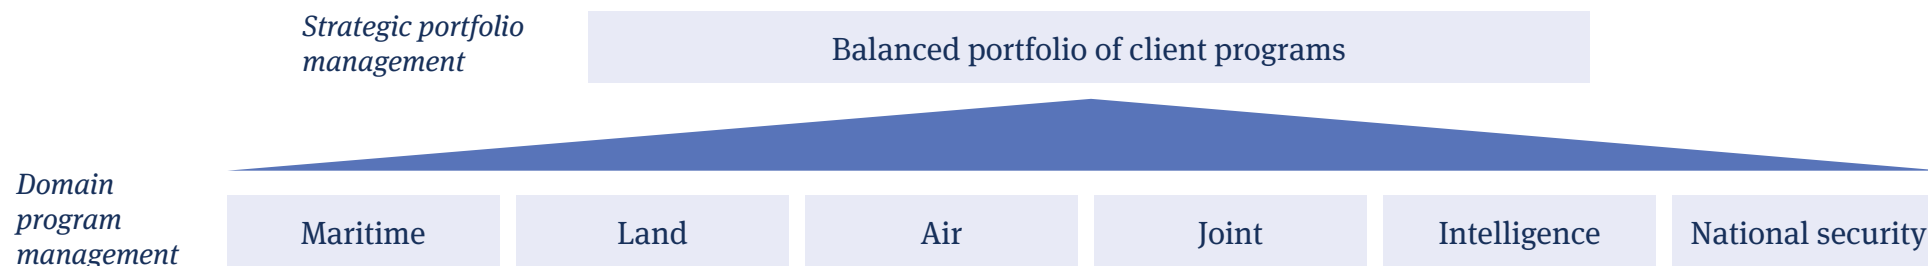 Strategic portfolio
management
Balanced portfolio of client programs
Domain
program
management
Maritime
Land
Air
Joint
Intelligence
National security